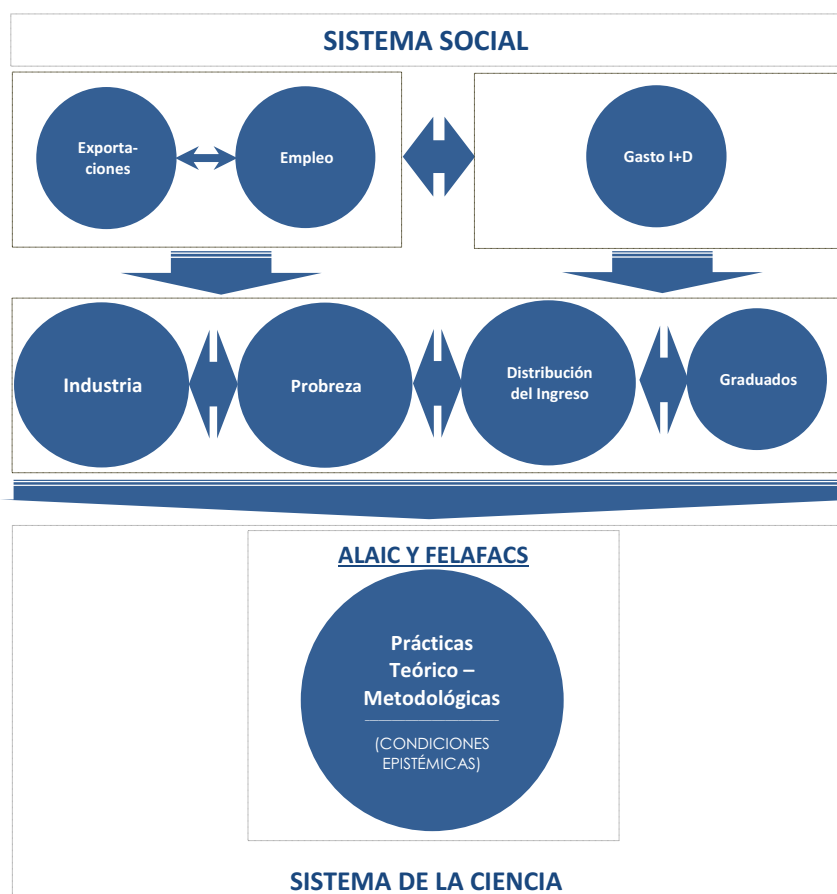 SISTEMA SOCIAL
Exporta-
ciones
Empleo
Gasto I+D
Industria
Probreza
Distribución
del Ingreso
Graduados
ALAIC Y FELAFACS
Prácticas
Teórico –
Metodológicas
(CONDICIONES
EPISTÉMICAS)
SISTEMA DE LA CIENCIA